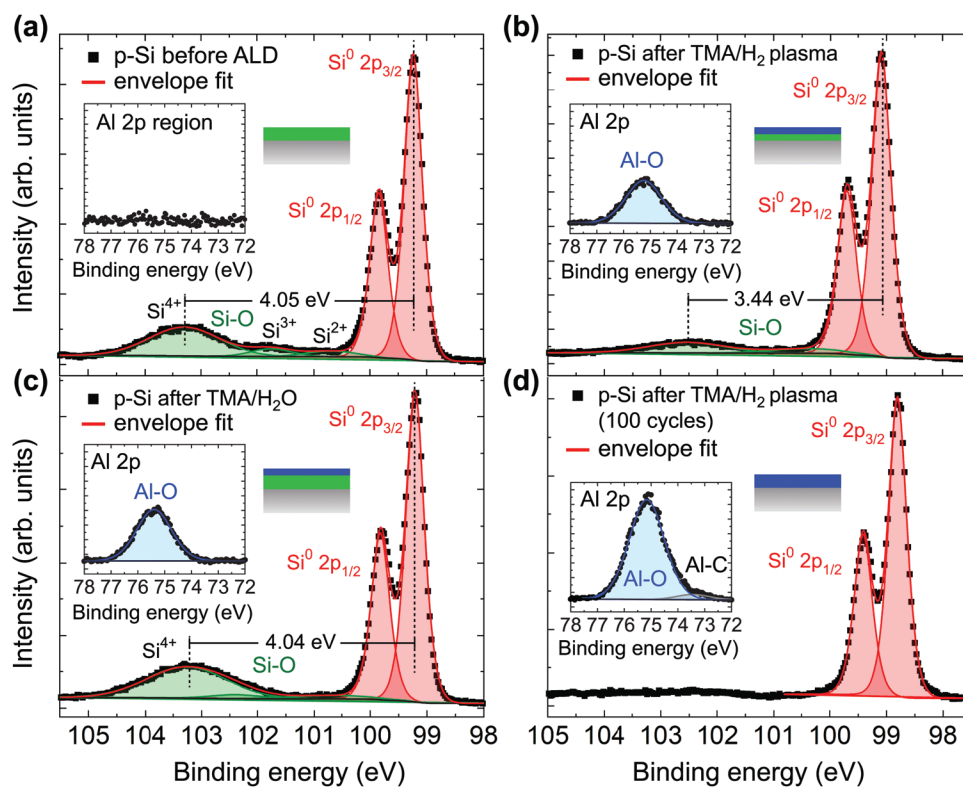 (a)
p-Si before ALD
envelope fit
Al 2p region
78 77 76 75 74 73 72
Binding energy (eV)
Si⁰ 2p3/2
Si⁰ 2p1/2
4.05 eV
Si⁴⁺
Si-O
Si³⁺
Si²⁺
Intensity (arb. units)
(b)
p-Si after TMA/H₂ plasma
envelope fit
Al 2p
Al-O
78 77 76 75 74 73 72
Binding energy (eV)
Si⁰ 2p3/2
Si⁰ 2p1/2
3.44 eV
Si-O
(c)
p-Si after TMA/H₂O
envelope fit
Al 2p
Al-O
78 77 76 75 74 73 72
Binding energy (eV)
Si⁰ 2p3/2
Si⁰ 2p1/2
4.04 eV
Si⁴⁺
Si-O
Intensity (arb. units)
105 104 103 102 101 100 99 98
Binding energy (eV)
(d)
p-Si after TMA/H₂ plasma
(100 cycles)
envelope fit
Al 2p
Al-O
Al-C
78 77 76 75 74 73 72
Binding energy (eV)
Si⁰ 2p3/2
Si⁰ 2p1/2
105 104 103 102 101 100 99 98
Binding energy (eV)